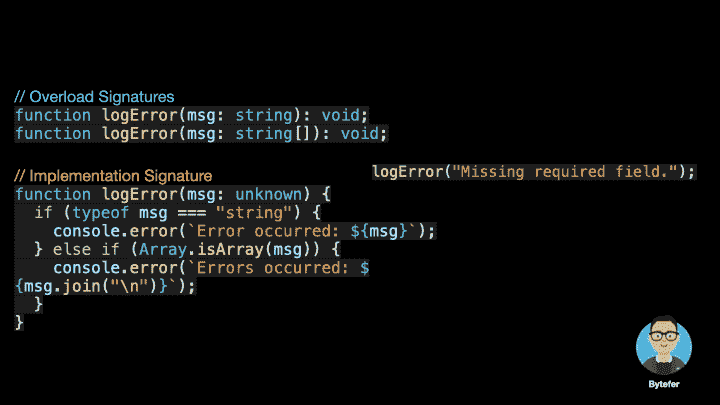 // Overload Signatures
function logError(msg: string): void;
function logError(msg: string[]): void;
// Implementation Signature
function logError(msg: unknown) {
  if (typeof msg === "string") {
    console.error(`Error occurred: ${msg}`);
  } else if (Array.isArray(msg)) {
    console.error(`Errors occurred: $
{msg.join("\n")}`);
  }
}
logError("Missing required field.");
Bytefer